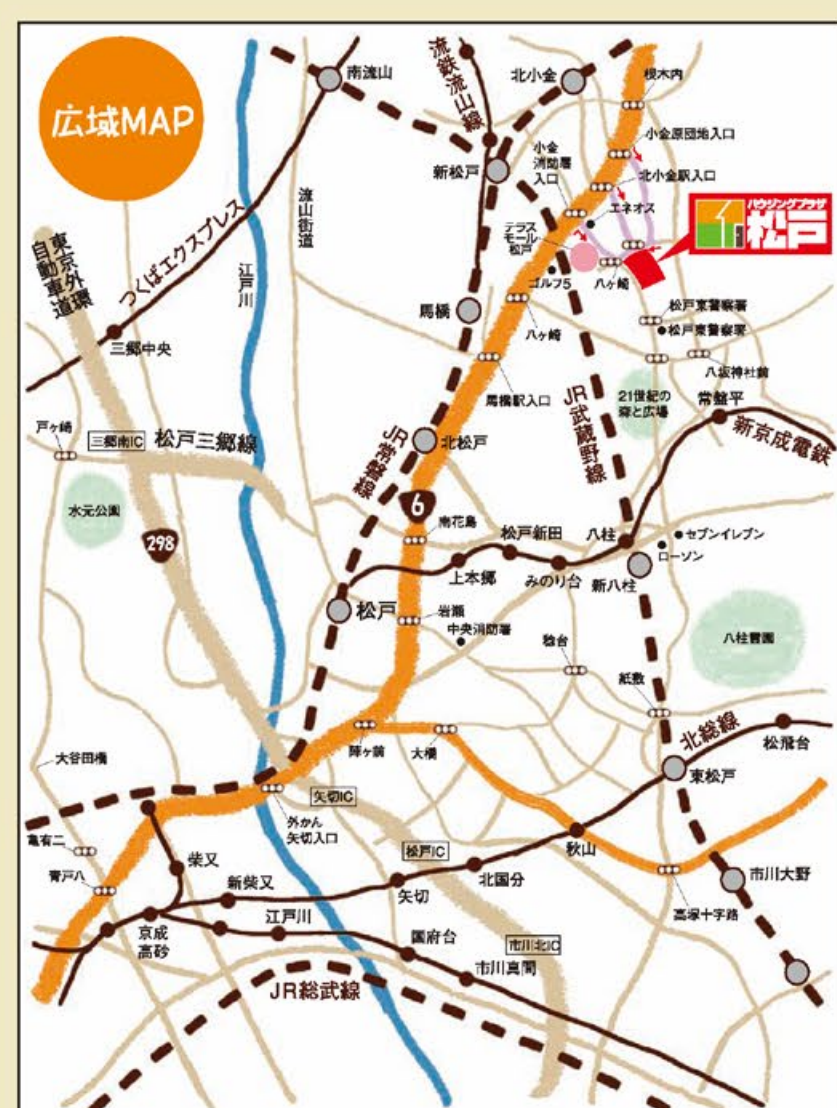 広域MAP
南流山
流鉄流山線
北小金
根木内
小金原団地入口
小金
消防署
入口
北小金駅入口
新松戸
エネオス
ハウジングプラザ
松戸
テラス
モール
松戸
流山街道
つくばエクスプレス
東京外環
自動車道
江戸川
ゴルフ5
八ヶ崎
馬橋
八ヶ崎
松戸東警察署
松戸東警察署
三郷中央
馬橋駅入口
八坂神社前
21世紀の
森と広場
常盤平
JR武蔵野線
新京成電鉄
戸ヶ崎
三郷南IC
松戸三郷線
JR常磐線
北松戸
6
水元公園
298
南花島
松戸新田
八柱
セブンイレブン
ローソン
上本郷
みのり台
新八柱
松戸
岩瀬
中央消防署
稔台
八柱霊園
紙敷
北総線
松飛台
陣ヶ前
大橋
大谷田橋
東松戸
矢切IC
外かん
矢切入口
亀有二
松戸IC
秋山
青戸八
柴又
新柴又
矢切
北国分
市川大野
高塚十字路
江戸川
京成
高砂
国府台
市川北IC
市川真間
JR総武線